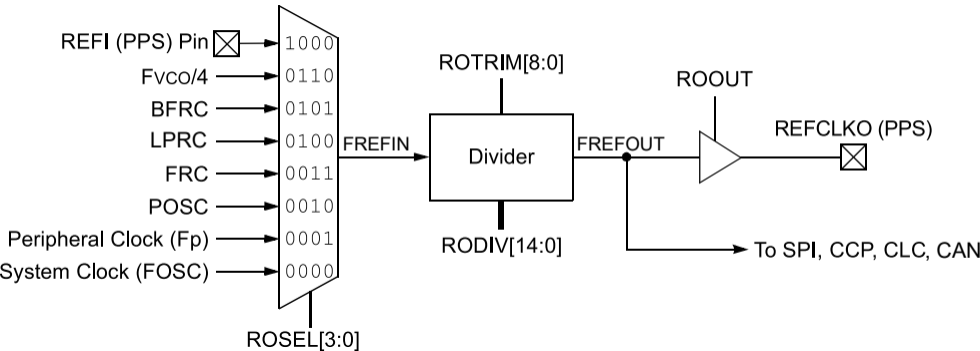 REFI (PPS) Pin
1000
FVCO/4
0110
BFRC
0101
LPRC
0100
FRC
0011
POSC
0010
Peripheral Clock (FP)
0001
System Clock (FOSC)
0000
ROSEL[3:0]
FREFIN
ROTRIM[8:0]
Divider
RODIV[14:0]
FREFOUT
ROOUT
REFCLKO (PPS)
To SPI, CCP, CLC, CAN